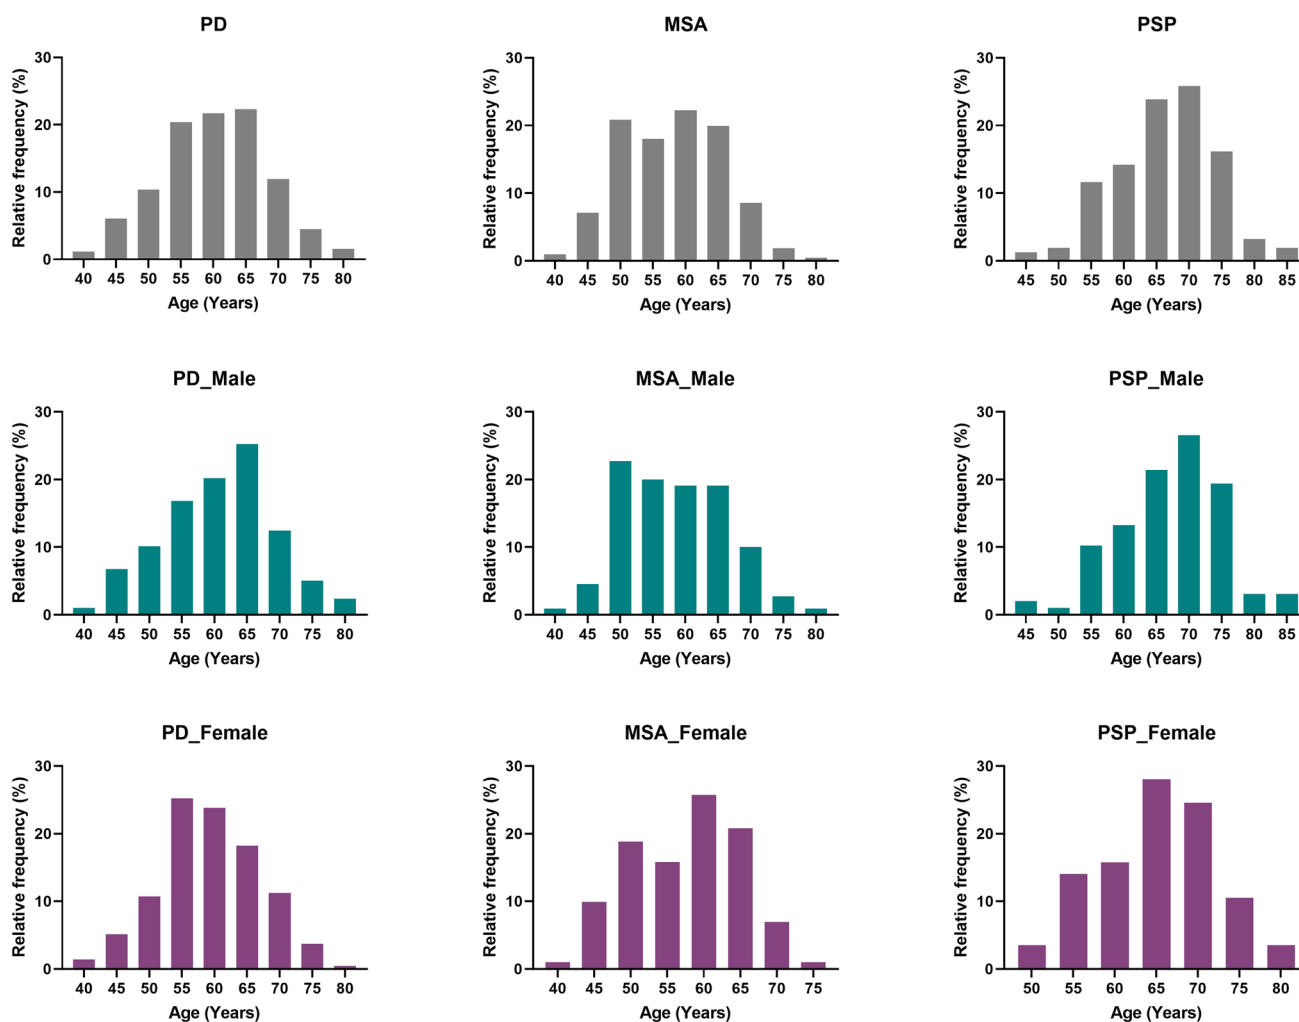 PD
MSA
PSP
Relative frequency (%)
30
20
10
0
40 45 50 55 60 65 70 75 80
Age (Years)
Relative frequency (%)
30
20
10
0
40 45 50 55 60 65 70 75 80
Age (Years)
Relative frequency (%)
30
20
10
0
45 50 55 60 65 70 75 80 85
Age (Years)
PD_Male
MSA_Male
PSP_Male
Relative frequency (%)
30
20
10
0
40 45 50 55 60 65 70 75 80
Age (Years)
Relative frequency (%)
30
20
10
0
40 45 50 55 60 65 70 75 80
Age (Years)
Relative frequency (%)
30
20
10
0
45 50 55 60 65 70 75 80 85
Age (Years)
PD_Female
MSA_Female
PSP_Female
Relative frequency (%)
30
20
10
0
40 45 50 55 60 65 70 75 80
Age (Years)
Relative frequency (%)
30
20
10
0
40 45 50 55 60 65 70 75
Age (Years)
Relative frequency (%)
30
20
10
0
50 55 60 65 70 75 80
Age (Years)